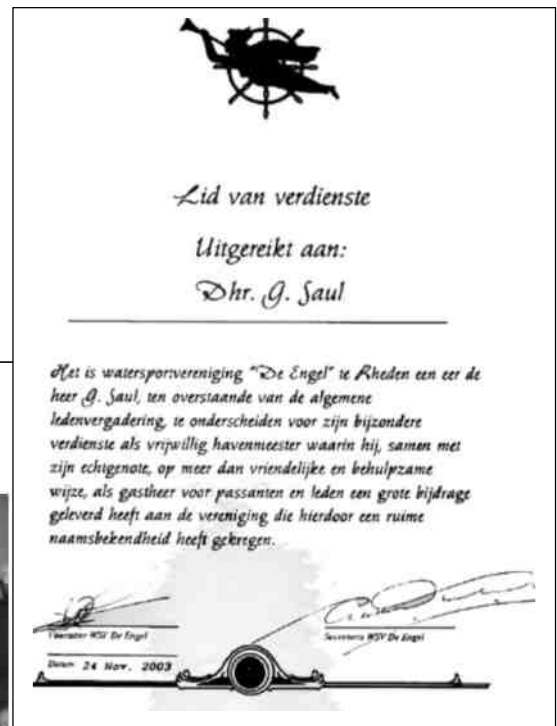 Lid van verdienste
Uitgereikt aan:
Dhr. G. Saul
Het is watersportvereniging "De Engel" te Rheden een eer de
heer G. Saul, ten overstaande van de algemene
ledenvergadering, te onderscheiden voor zijn bijzondere
verdienste als vrijwillig havenmeester waarin hij, samen met
zijn echtgenote, op meer dan vriendelijke en behulpzame
wijze, als gastheer voor passanten en leden een grote bijdrage
geleverd heeft aan de vereniging die hierdoor een ruime
naamsbekendheid heeft gekregen.
Voorzitter WSV De Engel
Secretaris WSV De Engel
Datum 24 Nov. 2003